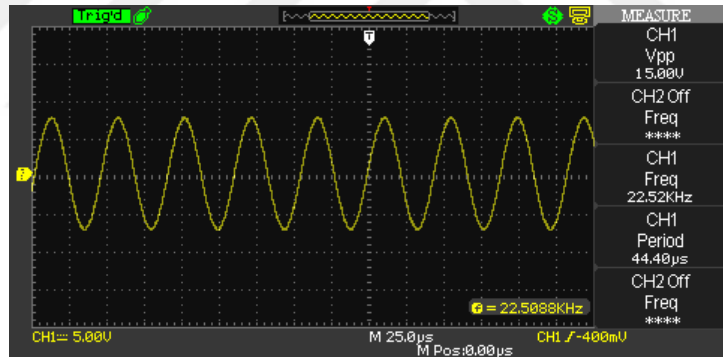 Trig'd
T
S
MEASURE
CH1
Vpp
15.00V
CH2 Off
Freq
****
CH1
Freq
22.52KHz
CH1
Period
44.40µs
CH2 Off
Freq
****
f = 22.5088KHz
CH1 5.00V M 25.0µs CH1 -400mV
M Pos:0.00µs